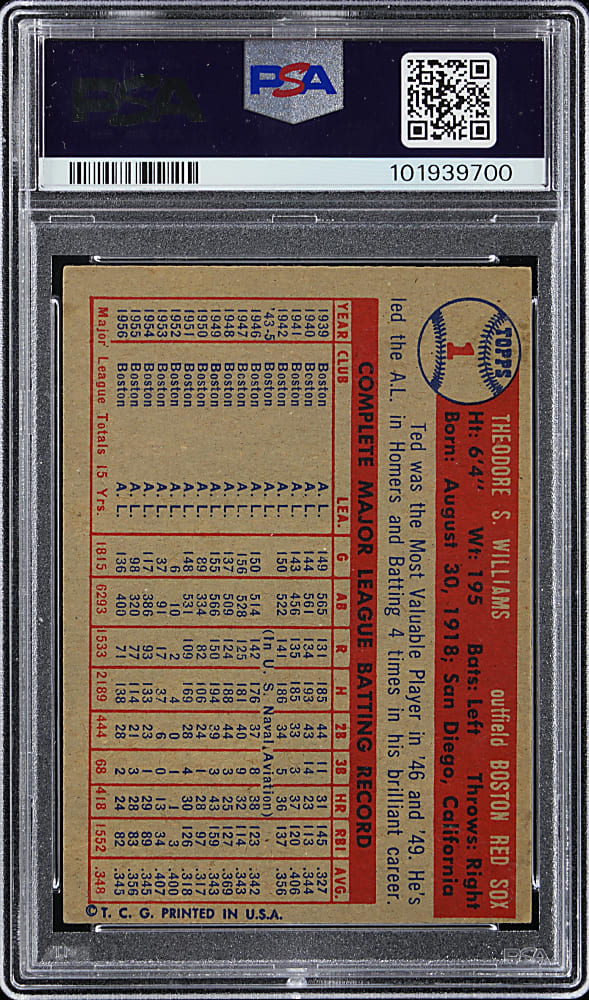 PSA
PSA
101939700
TOPPS
1
THEODORE S. WILLIAMS outfield BOSTON RED SOX
Ht: 6'4" Wt: 195 Bats: Left Throws: Right
Born: August 30, 1918; San Diego, California
Ted was the Most Valuable Player in '46 and '49. He's
led the A.L. in Homers and Batting 4 times in his brilliant career.
COMPLETE MAJOR LEAGUE BATTING RECORD
YEAR CLUB LEA. G AB R H 2B 3B HR RBI AVG.
1939 Boston A. L. 149 565 131 185 44 11 31 145 .327
1940 Boston A. L. 144 561 134 193 43 14 23 113 .344
1941 Boston A. L. 143 456 135 185 33 3 37 120 .406
1942 Boston A. L. 150 522 141 186 34 5 36 137 .356
'43-5 (In U. S. Naval Aviation)
1946 Boston A. L. 150 514 142 176 37 8 38 123 .342
1947 Boston A. L. 156 528 125 181 40 9 32 114 .343
1948 Boston A. L. 137 509 124 188 44 3 25 127 .369
1949 Boston A. L. 155 566 150 194 39 3 43 159 .343
1950 Boston A. L. 89 334 82 106 24 1 28 97 .317
1951 Boston A. L. 148 531 109 169 28 4 30 126 .318
1952 Boston A. L. 6 10 2 4 0 1 1 3 .400
1953 Boston A. L. 37 91 17 37 6 0 13 34 .407
1954 Boston A. L. 117 386 93 133 23 1 29 89 .345
1955 Boston A. L. 98 320 77 114 21 3 28 83 .356
1956 Boston A. L. 136 400 71 138 28 2 24 82 .345
Major League Totals 15 Yrs. 1815 6293 1533 2189 444 68 418 1552 .348
© T. C. G. PRINTED IN U.S.A.
PSA